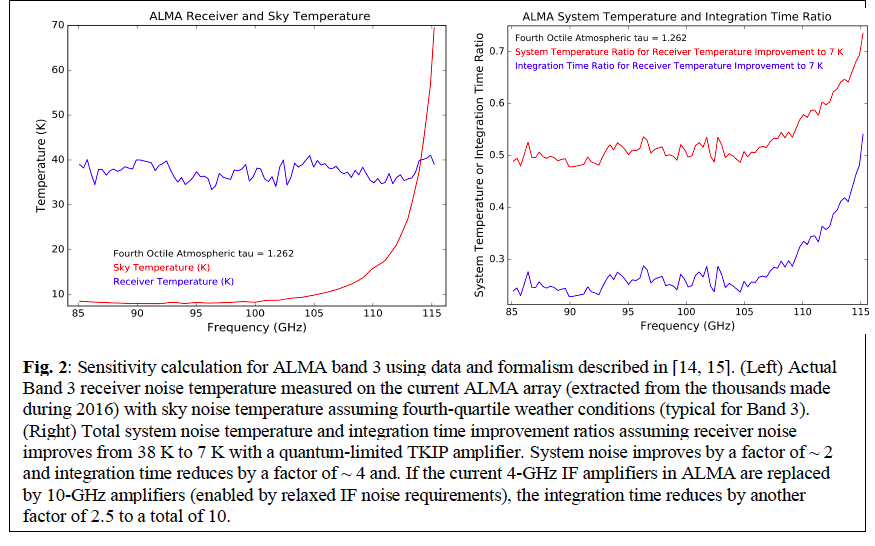 ALMA Receiver and Sky Temperature
70
60
50
40
30
20
10
Temperature (K)
Fourth Octile Atmospheric tau = 1.262
Sky Temperature (K)
Receiver Temperature (K)
85 90 95 100 105 110 115
Frequency (GHz)
ALMA System Temperature and Integration Time Ratio
Fourth Octile Atmospheric tau = 1.262
System Temperature Ratio for Receiver Temperature Improvement to 7 K
Integration Time Ratio for Receiver Temperature Improvement to 7 K
0.7
0.6
0.5
0.4
0.3
System Temperature or Integration Time Ratio
85 90 95 100 105 110 115
Frequency (GHz)
Fig. 2: Sensitivity calculation for ALMA band 3 using data and formalism described in [14, 15]. (Left) Actual
Band 3 receiver noise temperature measured on the current ALMA array (extracted from the thousands made
during 2016) with sky noise temperature assuming fourth-quartile weather conditions (typical for Band 3).
(Right) Total system noise temperature and integration time improvement ratios assuming receiver noise
improves from 38 K to 7 K with a quantum-limited TKIP amplifier. System noise improves by a factor of ~ 2
and integration time reduces by a factor of ~ 4 and. If the current 4-GHz IF amplifiers in ALMA are replaced
by 10-GHz amplifiers (enabled by relaxed IF noise requirements), the integration time reduces by another
factor of 2.5 to a total of 10.